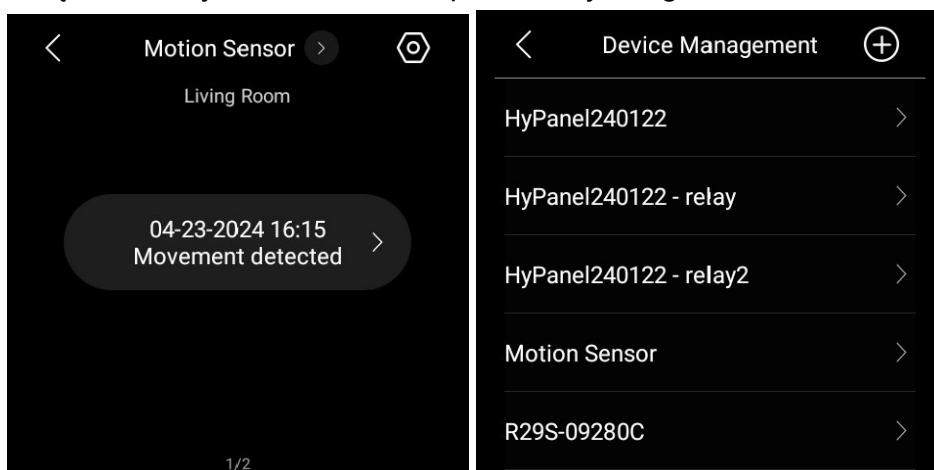 Motion Sensor
Living Room
04-23-2024 16:15
Movement detected
1/2
Device Management
HyPanel240122
HyPanel240122 - relay
HyPanel240122 - relay2
Motion Sensor
R29S-09280C